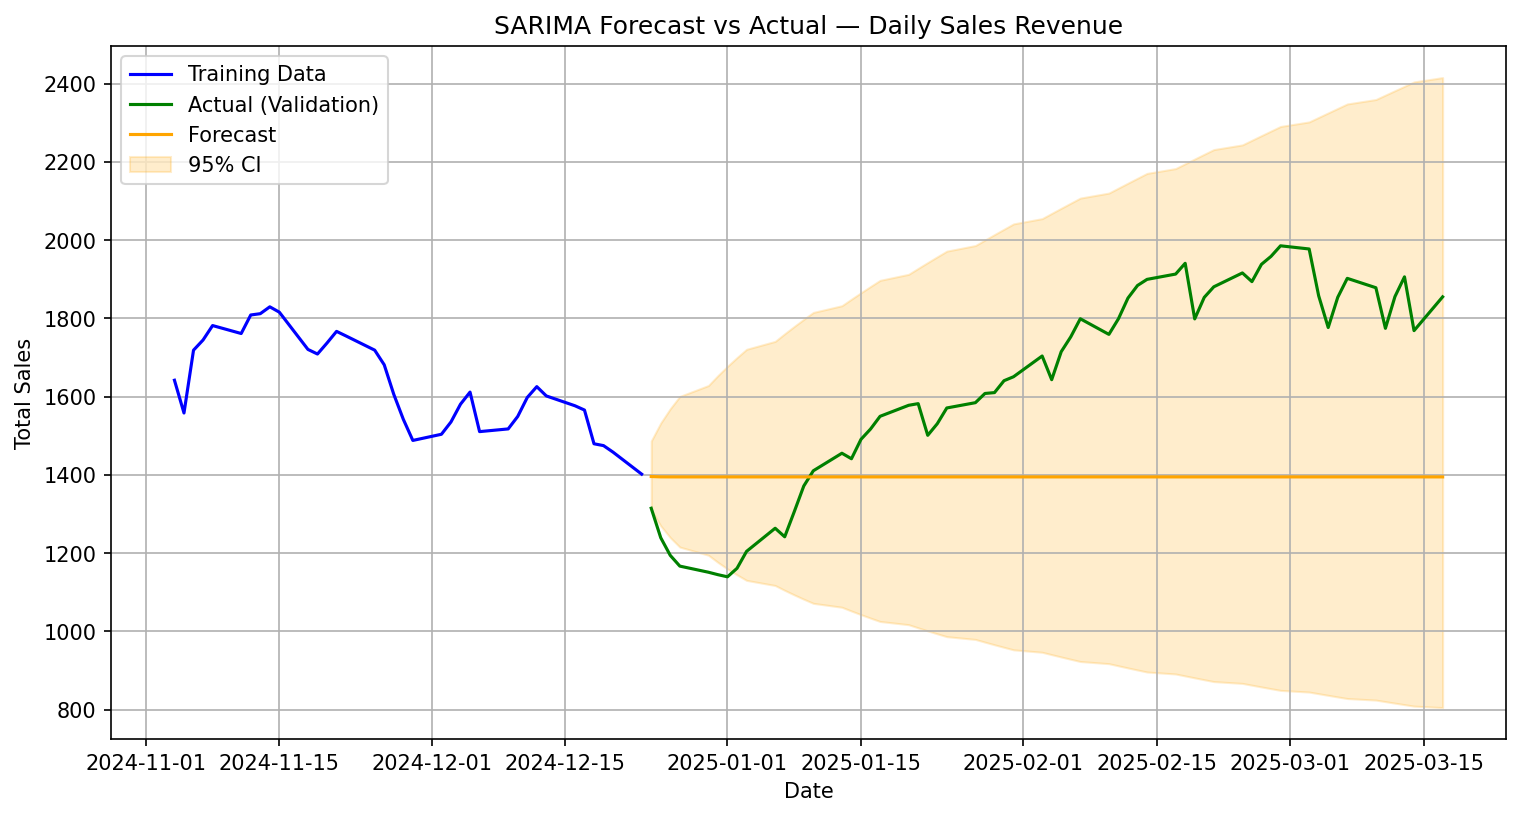 SARIMA Forecast vs Actual — Daily Sales Revenue
Training Data
Actual (Validation)
Forecast
95% CI
Total Sales
2400
2200
2000
1800
1600
1400
1200
1000
800
2024-11-01 2024-11-15 2024-12-01 2024-12-15 2025-01-01 2025-01-15 2025-02-01 2025-02-15 2025-03-01 2025-03-15
Date